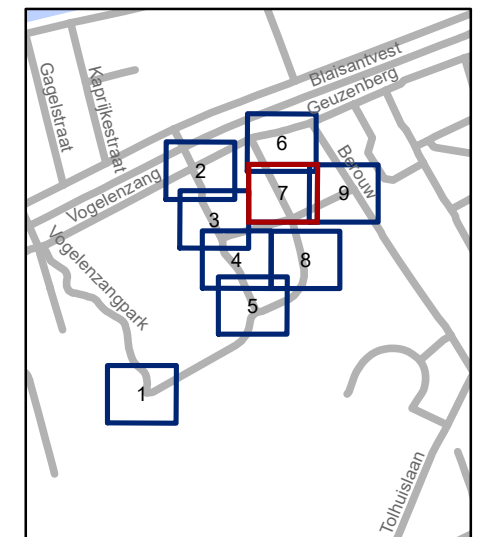 Blaisantvest
Geuzenberg
Gagelstraat
Kaprijkestraat
6
Berouw
2
7
9
Vogelenzang
3
Vogelenzangpark
4
8
5
1
Tolhuislaan